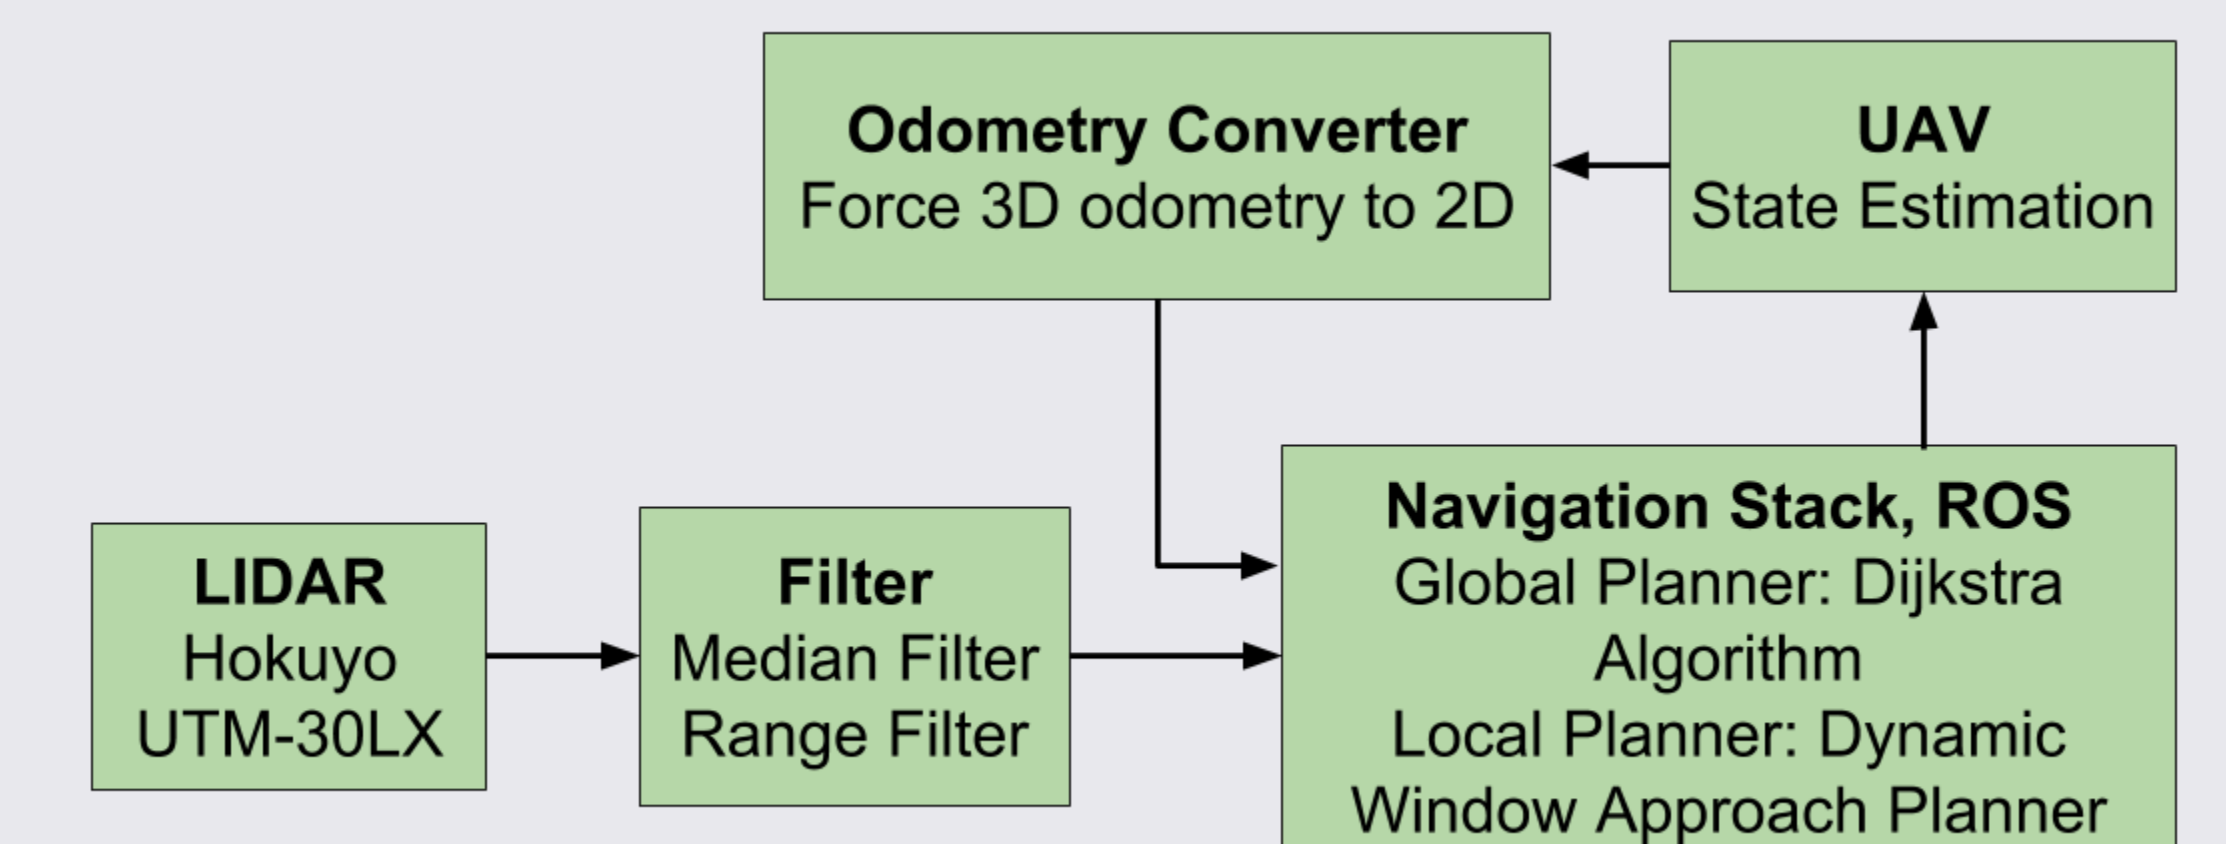 Odometry Converter
Force 3D odometry to 2D
UAV
State Estimation
LIDAR
Hokuyo
UTM-30LX
Filter
Median Filter
Range Filter
Navigation Stack, ROS
Global Planner: Dijkstra
Algorithm
Local Planner: Dynamic
Window Approach Planner